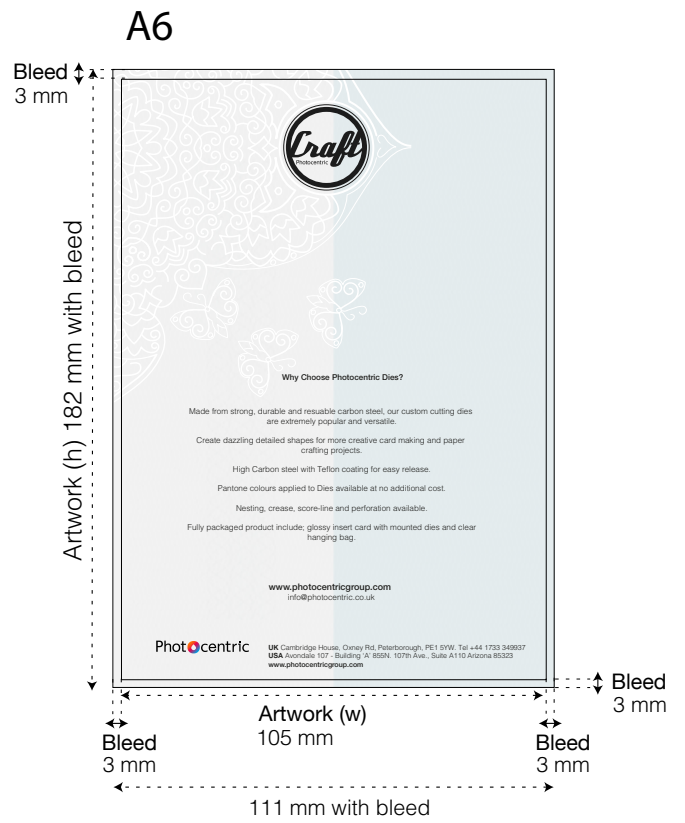 A6
Bleed
3 mm
Artwork (h) 182 mm with bleed
Craft
Photocentric
Why Choose Photocentric Dies?
Made from strong, durable and resuable carbon steel, our custom cutting dies
are extremely popular and versatile.
Create dazzling detailed shapes for more creative card making and paper
crafting projects.
High Carbon steel with Teflon coating for easy release.
Pantone colours applied to Dies available at no additional cost.
Nesting, crease, score-line and perforation available.
Fully packaged product include; glossy insert card with mounted dies and clear
hanging bag.
www.photocentricgroup.com
info@photocentric.co.uk
Photocentric
UK Cambridge House, Oxney Rd, Peterborough, PE1 5YW. Tel +44 1733 349937
USA Avondale 107 - Building 'A' 855N. 107th Ave., Suite A110 Arizona 85323
www.photocentricgroup.com
Bleed
3 mm
Artwork (w)
105 mm
Bleed
3 mm
Bleed
3 mm
111 mm with bleed